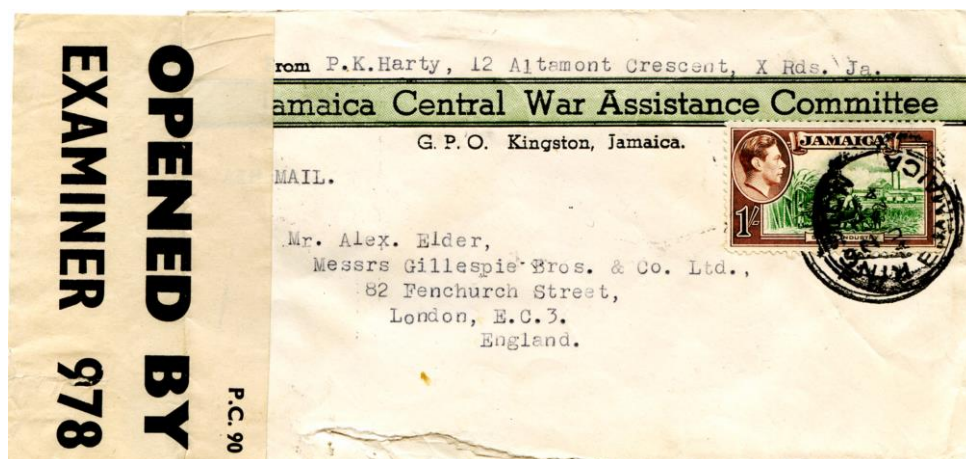 OPENED BY
EXAMINER 978
P.C. 90
rom P.K.Harty, 12 Altamont Crescent, X Rds. Ja.
amaica Central War Assistance Committee
G. P. O. Kingston, Jamaica.
MAIL.
JAMAICA
1/-
Mr. Alex. Elder,
Messrs Gillespie Bros. & Co. Ltd.,
82 Fenchurch Street,
London, E.C.3.
England.
JAMAICA